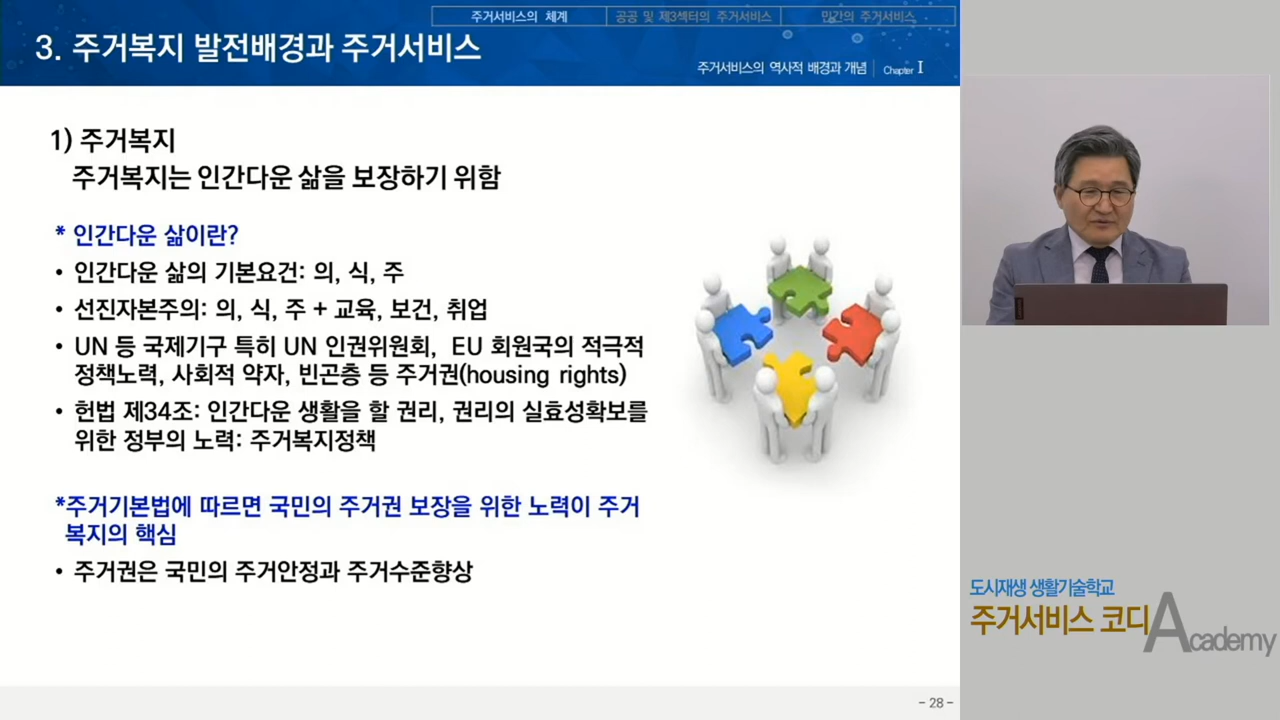 주거서비스의 체계
공공 및 제3섹터의 주거서비스
민간의 주거서비스
3. 주거복지 발전배경과 주거서비스
주거서비스의 역사적 배경과 개념 Chapter I
1) 주거복지
주거복지는 인간다운 삶을 보장하기 위함
* 인간다운 삶이란?
• 인간다운 삶의 기본요건: 의, 식, 주
• 선진자본주의: 의, 식, 주 + 교육, 보건, 취업
• UN 등 국제기구 특히 UN 인권위원회, EU 회원국의 적극적
정책노력, 사회적 약자, 빈곤층 등 주거권(housing rights)
• 헌법 제34조: 인간다운 생활을 할 권리, 권리의 실효성확보를
위한 정부의 노력: 주거복지정책
*주거기본법에 따르면 국민의 주거권 보장을 위한 노력이 주거
복지의 핵심
• 주거권은 국민의 주거안정과 주거수준향상
- 28 -
도시재생 생활기술학교
주거서비스 코디 Academy